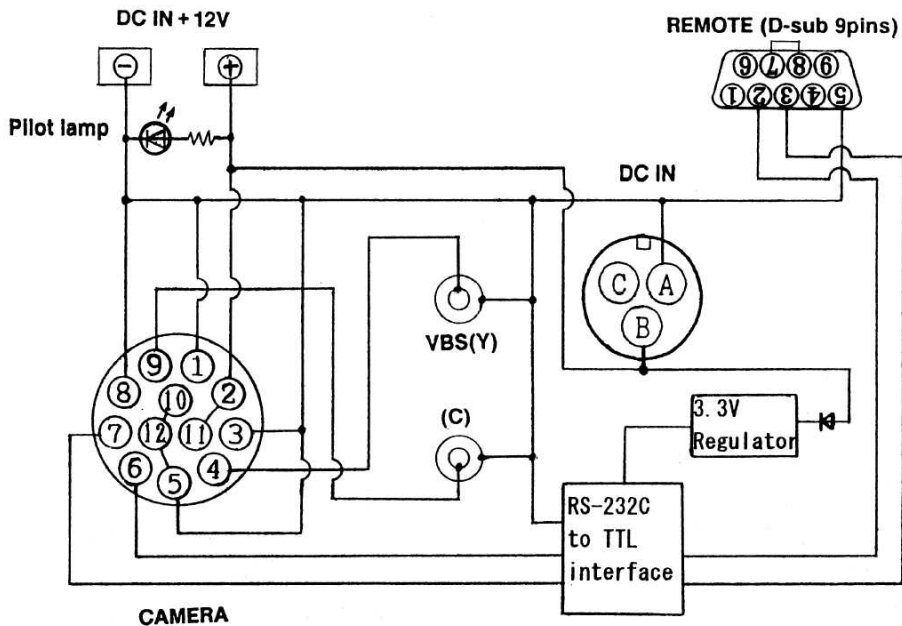 DC IN + 12V
REMOTE (D-sub 9pins)
−
+
6 7 8 9
1 2 3 4 5
Pilot lamp
DC IN
C A
B
VBS(Y)
9 1
8 10 2
7 12 11 3
6 5 4
(C)
3.3V
Regulator
RS-232C
to TTL
interface
CAMERA